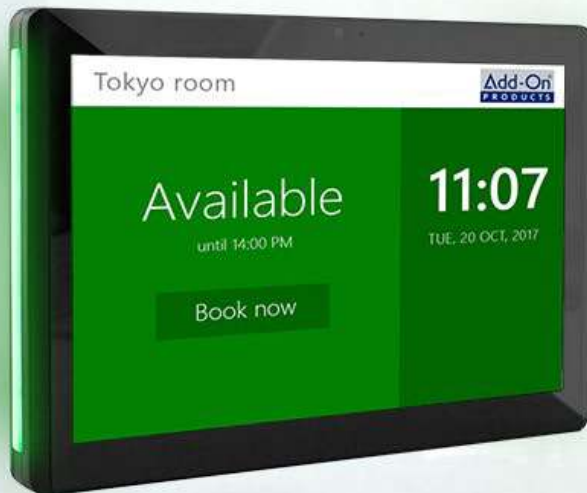 Tokyo room
Add-On
PRODUCTS
Available
until 14:00 PM
Book now
11:07
TUE, 20 OCT, 2017